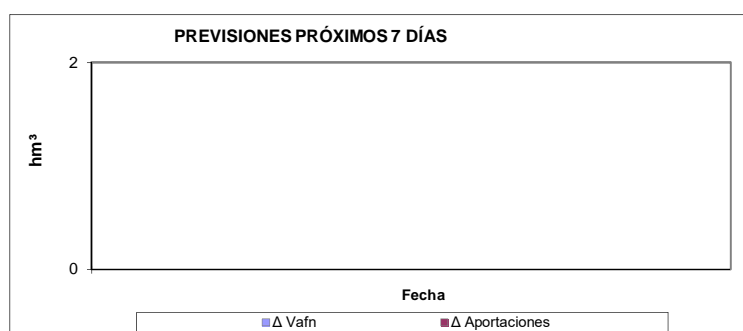 PREVISIONES PRÓXIMOS 7 DÍAS
2
hm³
0
Fecha
Δ Vafn
Δ Aportaciones